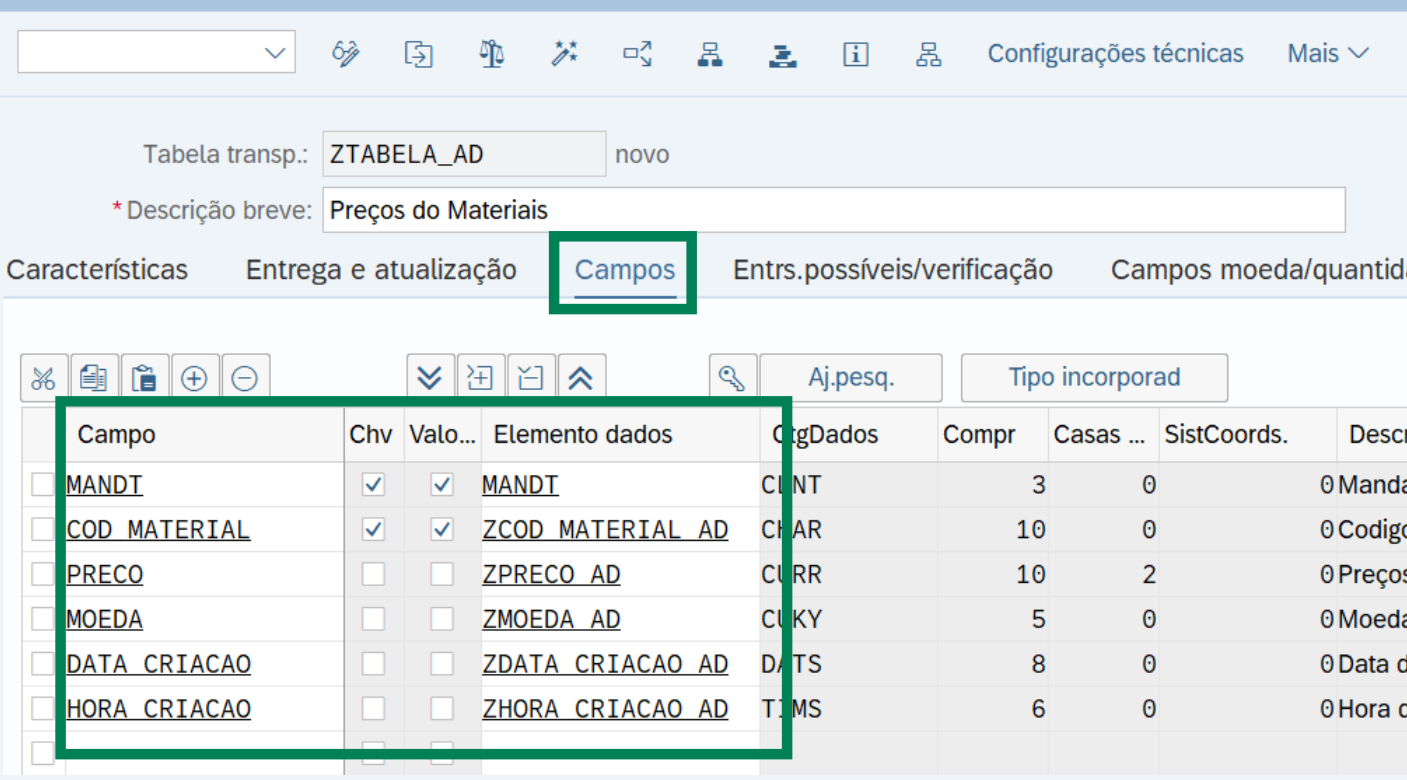 Configurações técnicas Mais
Tabela transp.: ZTABELA_AD novo
* Descrição breve: Preços do Materiais
Características Entrega e atualização Campos Entrs.possíveis/verificação Campos moeda/quantida
Aj.pesq. Tipo incorporad
Campo Chv Valo... Elemento dados CtgDados Compr Casas ... SistCoords. Descr
MANDT MANDT CLNT 3 0 0 Manda
COD_MATERIAL ZCOD_MATERIAL_AD CHAR 10 0 0 Codigo
PRECO ZPRECO_AD CURR 10 2 0 Preços
MOEDA ZMOEDA_AD CUKY 5 0 0 Moeda
DATA_CRIACAO ZDATA_CRIACAO_AD DATS 8 0 0 Data d
HORA_CRIACAO ZHORA_CRIACAO_AD TIMS 6 0 0 Hora d